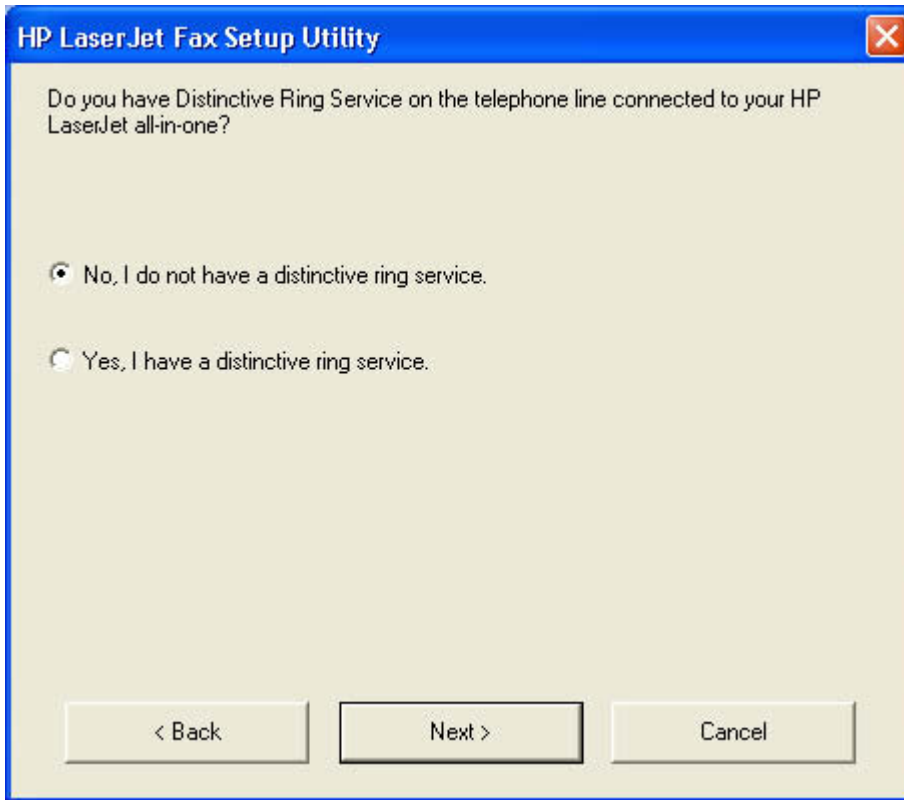 HP LaserJet Fax Setup Utility
Do you have Distinctive Ring Service on the telephone line connected to your HP
LaserJet all-in-one?
No, I do not have a distinctive ring service.
Yes, I have a distinctive ring service.
< Back
Next >
Cancel